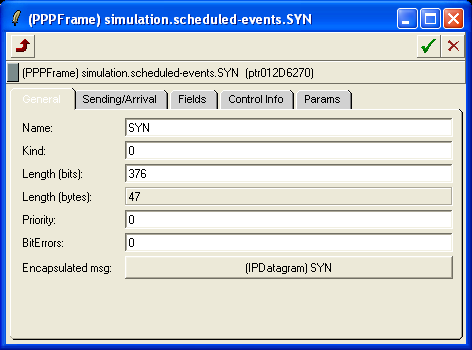 (PPPFrame) simulation.scheduled-events.SYN
(PPPFrame) simulation.scheduled-events.SYN (ptr012D6270)
General Sending/Arrival Fields Control Info Params
Name: SYN
Kind: 0
Length (bits): 376
Length (bytes): 47
Priority: 0
BitErrors: 0
Encapsulated msg: (IPDatagram) SYN